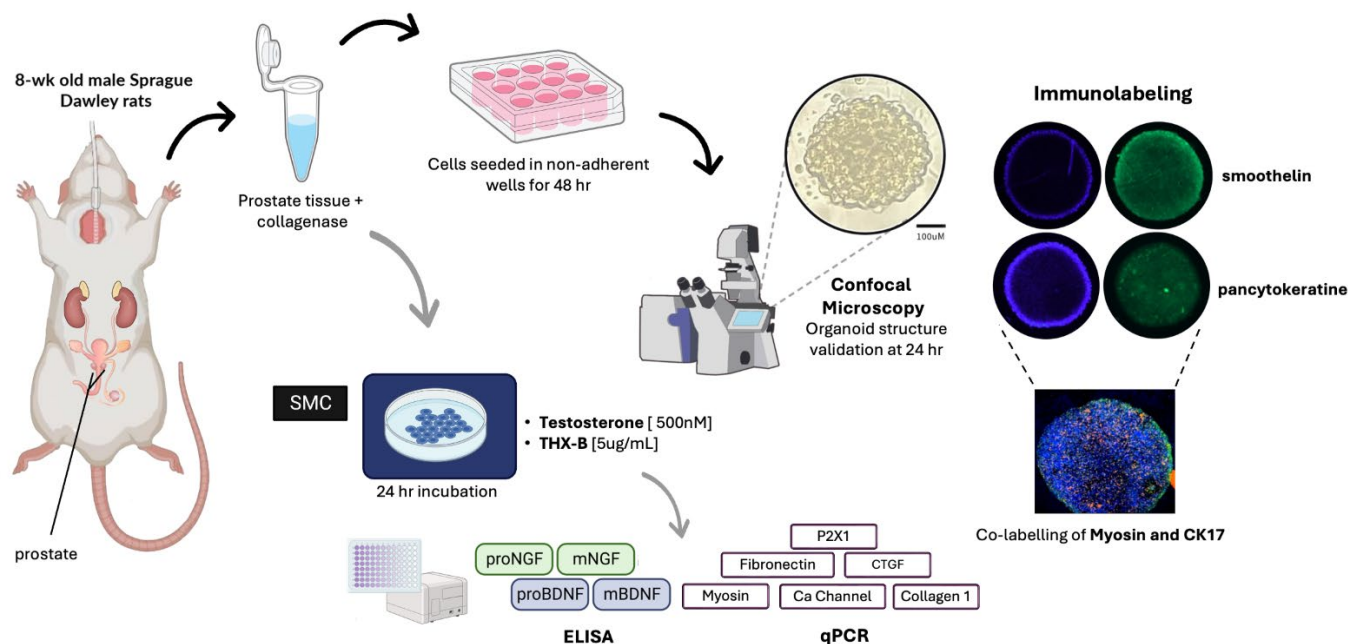 8-wk old male Sprague
Dawley rats
prostate
Prostate tissue +
collagenase
Cells seeded in non-adherent
wells for 48 hr
100uM
Confocal
Microscopy
Organoid structure
validation at 24 hr
Immunolabeling
smoothelin
pancytokeratine
Co-labelling of Myosin and CK17
SMC
24 hr incubation
• Testosterone [ 500nM]
• THX-B [5ug/mL]
proNGF
mNGF
proBDNF
mBDNF
ELISA
P2X1
Fibronectin
CTGF
Myosin
Ca Channel
Collagen 1
qPCR